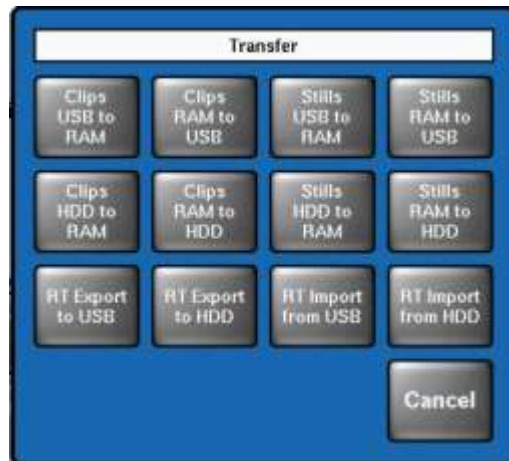 Transfer
Clips USB to RAM
Clips RAM to USB
Stills USB to RAM
Stills RAM to USB
Clips HDD to RAM
Clips RAM to HDD
Stills HDD to RAM
Stills RAM to HDD
RT Export to USB
RT Export to HDD
RT Import from USB
RT Import from HDD
Cancel